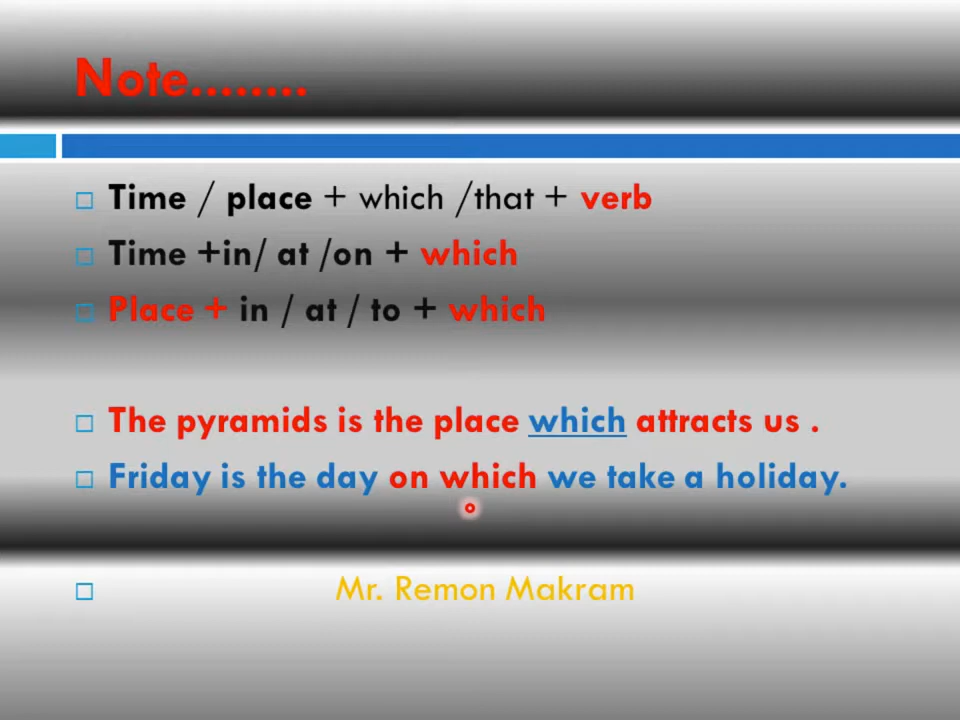 Note........
Time / place + which /that + verb
Time +in/ at /on + which
Place + in / at / to + which
The pyramids is the place which attracts us .
Friday is the day on which we take a holiday.
Mr. Remon Makram